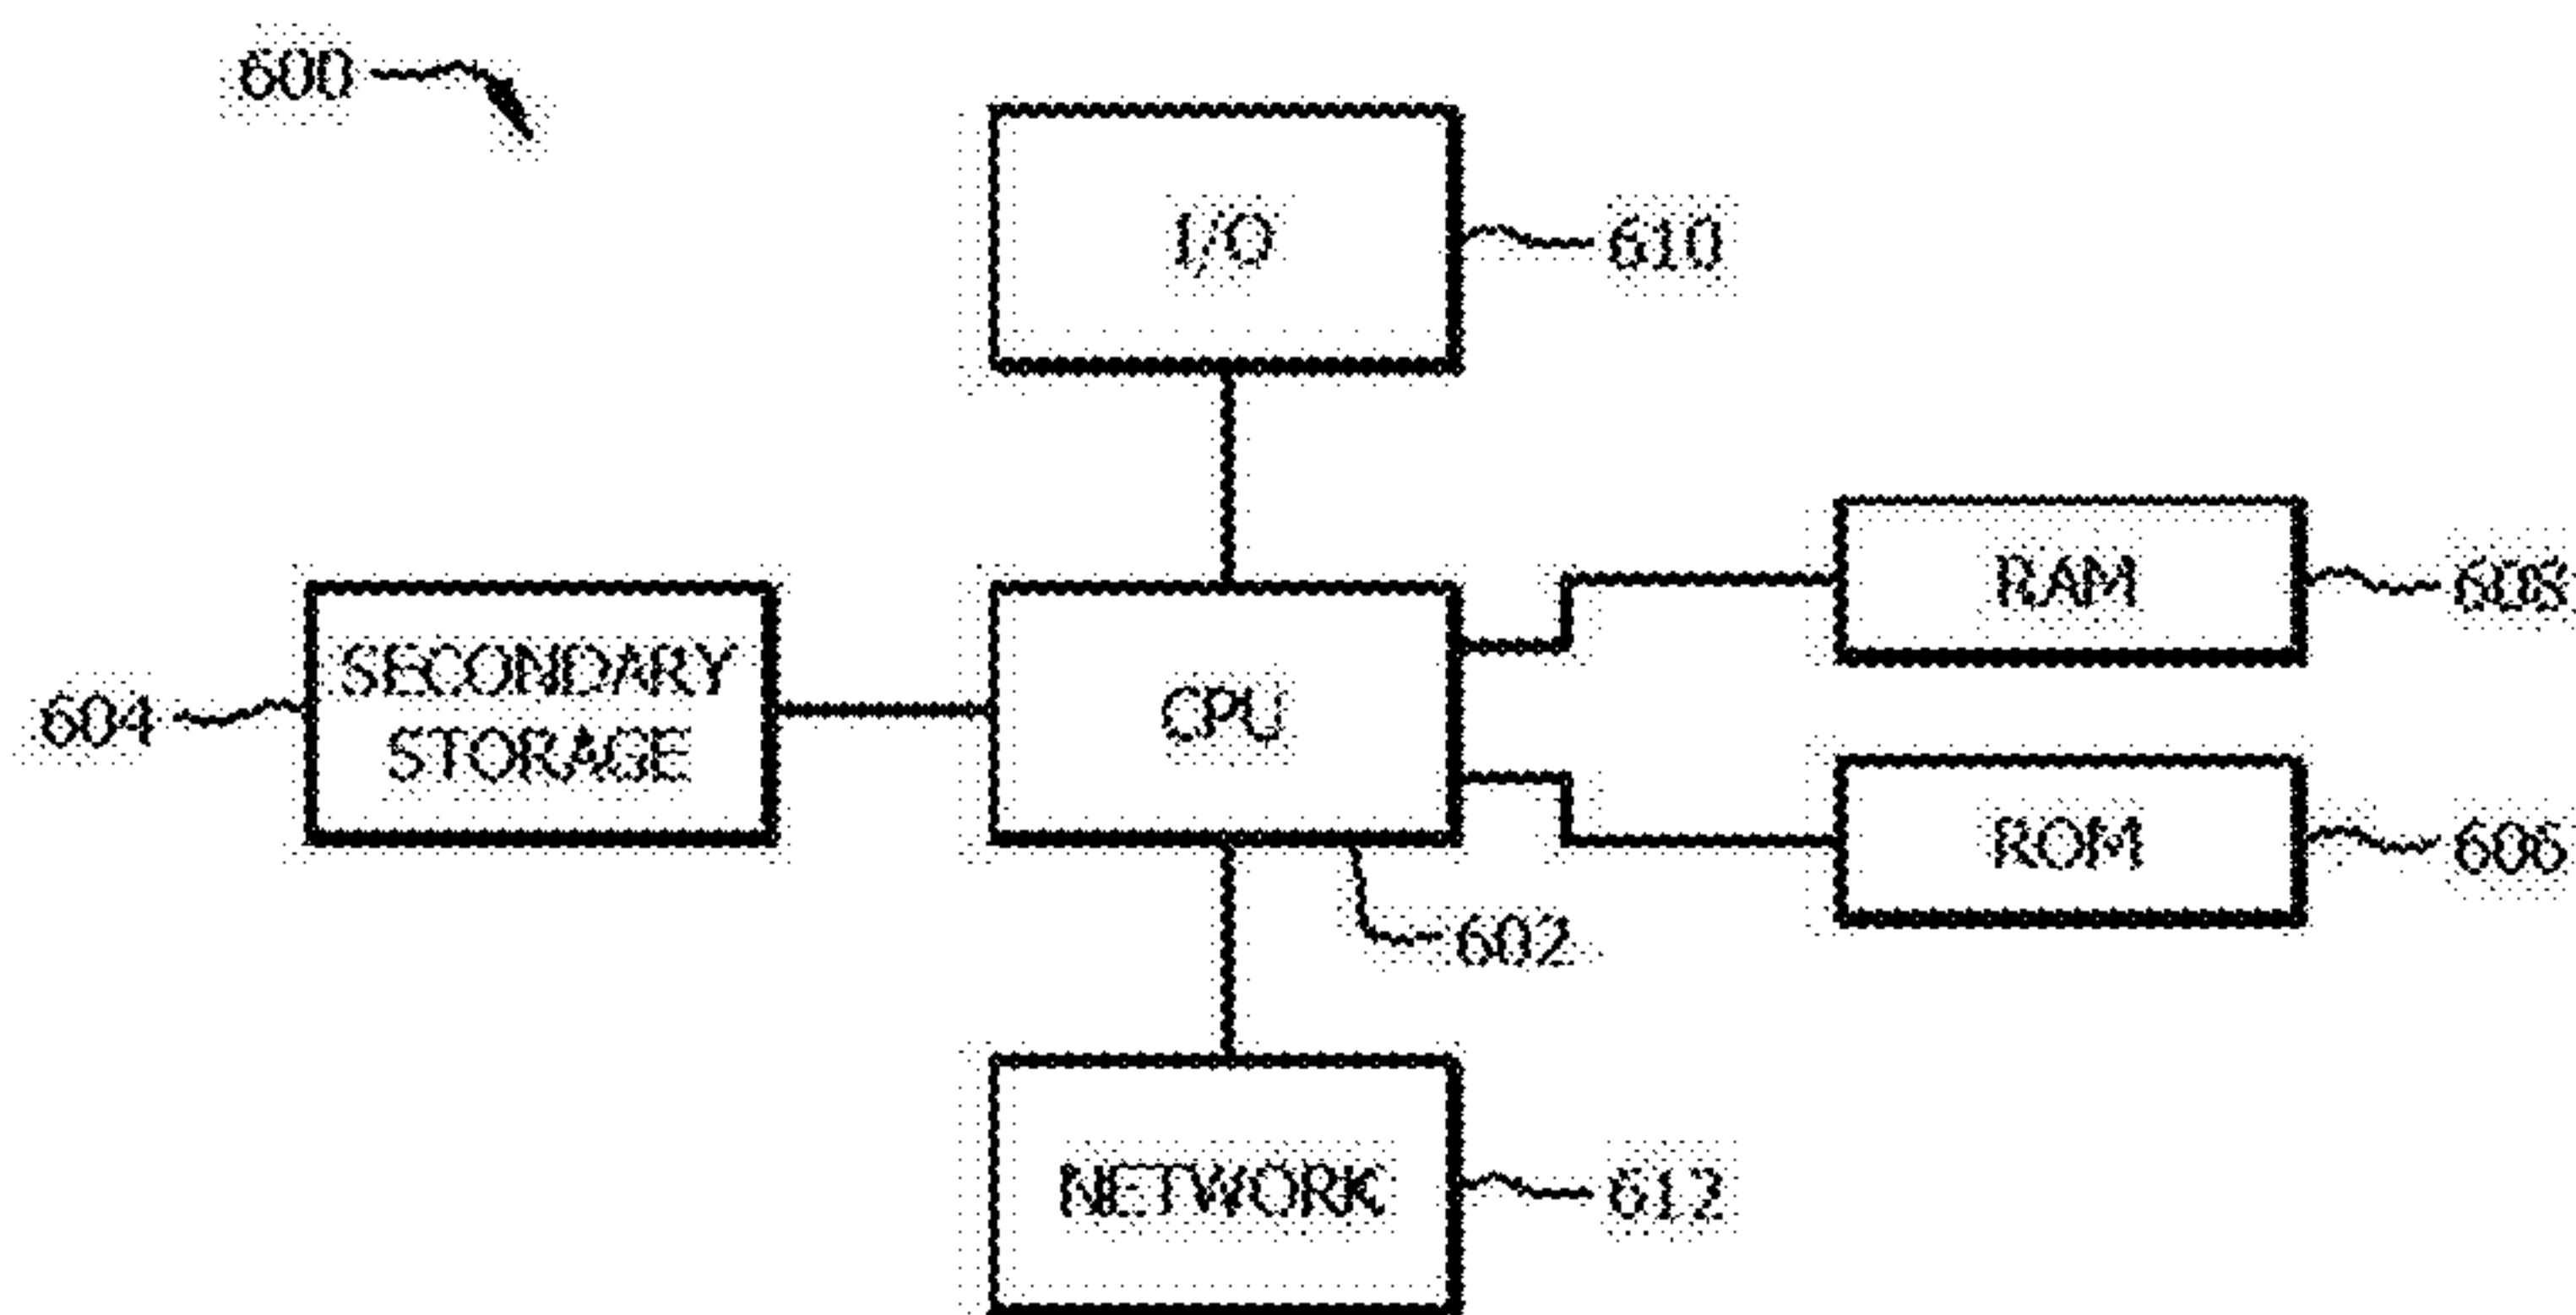 600
I/O
610
RAM
608
SECONDARY
STORAGE
604
CPU
ROM
606
602
NETWORK
612